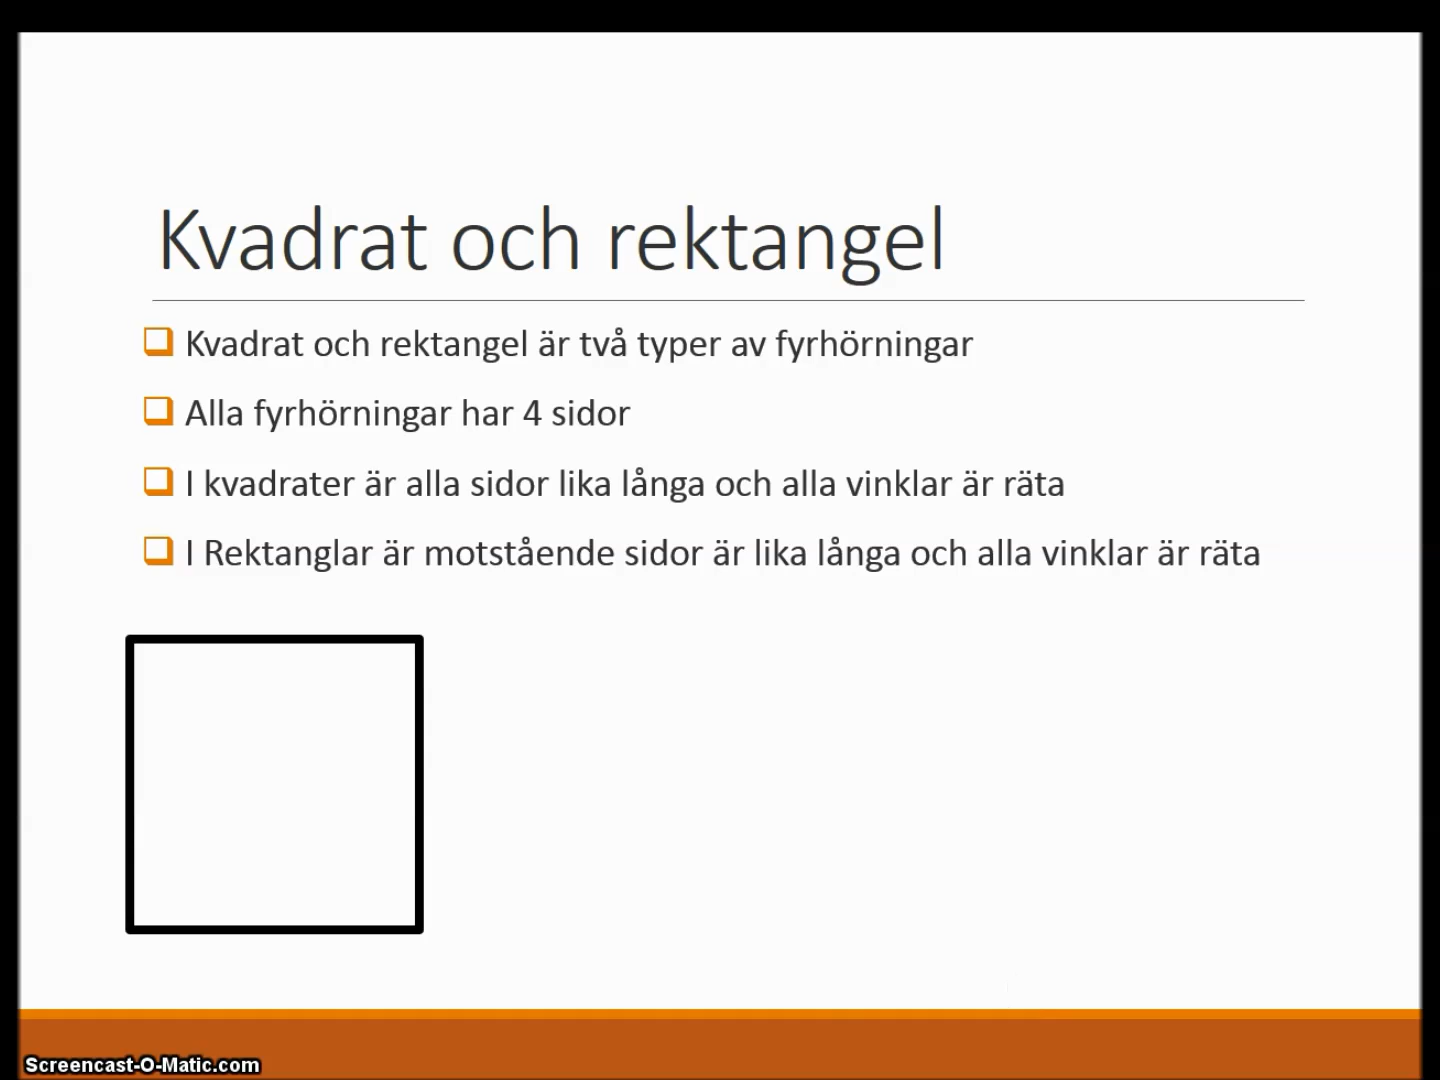 Kvadrat och rektangel
Kvadrat och rektangel är två typer av fyrhörningar
Alla fyrhörningar har 4 sidor
I kvadrater är alla sidor lika långa och alla vinklar är räta
I Rektanglar är motstående sidor är lika långa och alla vinklar är räta
Screencast-O-Matic.com